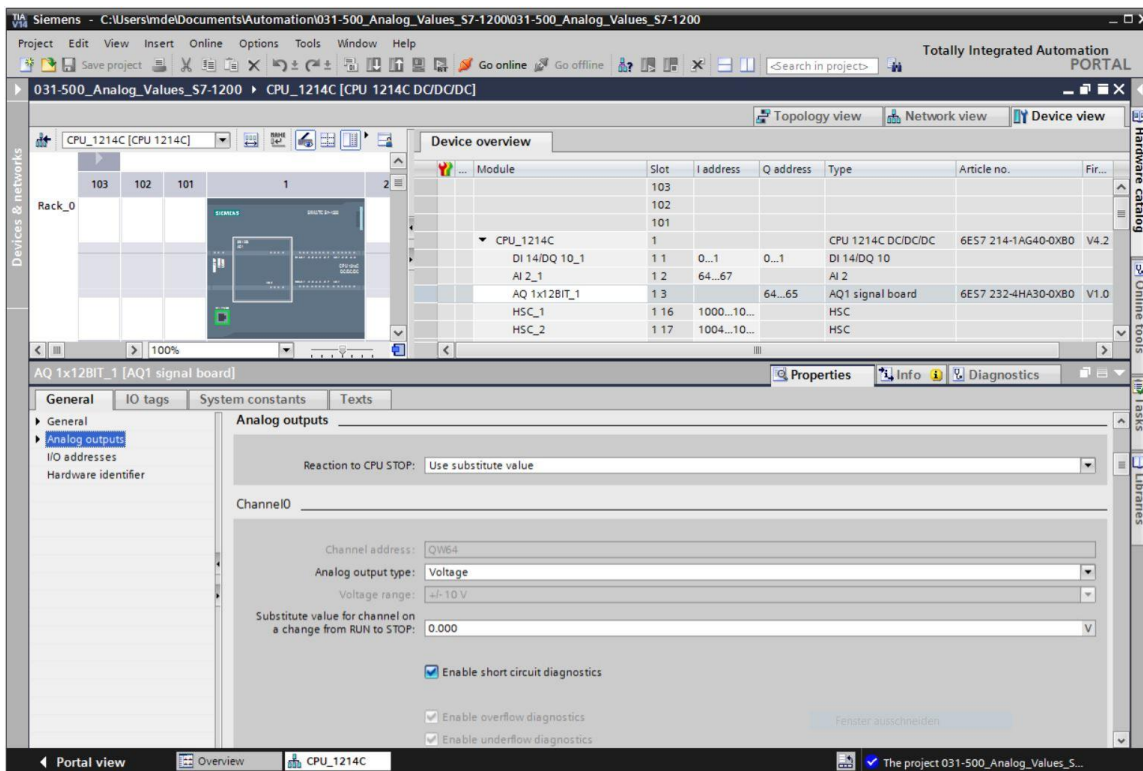 TIA V14 Siemens - C:\Users\mde\Documents\Automation\031-500_Analog_Values_S7-1200\031-500_Analog_Values_S7-1200
Project Edit View Insert Online Options Tools Window Help
Totally Integrated Automation
PORTAL
Save project Go online Go offline <Search in project>
031-500_Analog_Values_S7-1200 CPU_1214C [CPU 1214C DC/DC/DC]
Topology view Network view Device view
CPU_1214C [CPU 1214C]
Device overview
... Module Slot I address Q address Type Article no. Fir...
103
102
101
CPU_1214C 1 CPU 1214C DC/DC/DC 6ES7 214-1AG40-0XB0 V4.2
DI 14/DQ 10_1 1 1 0...1 0...1 DI 14/DQ 10
AI 2_1 1 2 64...67 AI 2
AQ 1x12BIT_1 1 3 64...65 AQ1 signal board 6ES7 232-4HA30-0XB0 V1.0
HSC_1 1 16 1000...10... HSC
HSC_2 1 17 1004...10... HSC
103 102 101 1 2
Rack_0
SIEMENS
100%
Devices & networks
Hardware catalog
Online tools
Tasks
Libraries
AQ 1x12BIT_1 [AQ1 signal board]
Properties Info Diagnostics
General IO tags System constants Texts
General
Analog outputs
I/O addresses
Hardware identifier
Analog outputs
Reaction to CPU STOP: Use substitute value
Channel0
Channel address: QW64
Analog output type: Voltage
Voltage range: +/- 10 V
Substitute value for channel on
a change from RUN to STOP: 0.000 V
Enable short circuit diagnostics
Enable overflow diagnostics
Fenster ausschneiden
Enable underflow diagnostics
Portal view Overview CPU_1214C The project 031-500_Analog_Values_S...